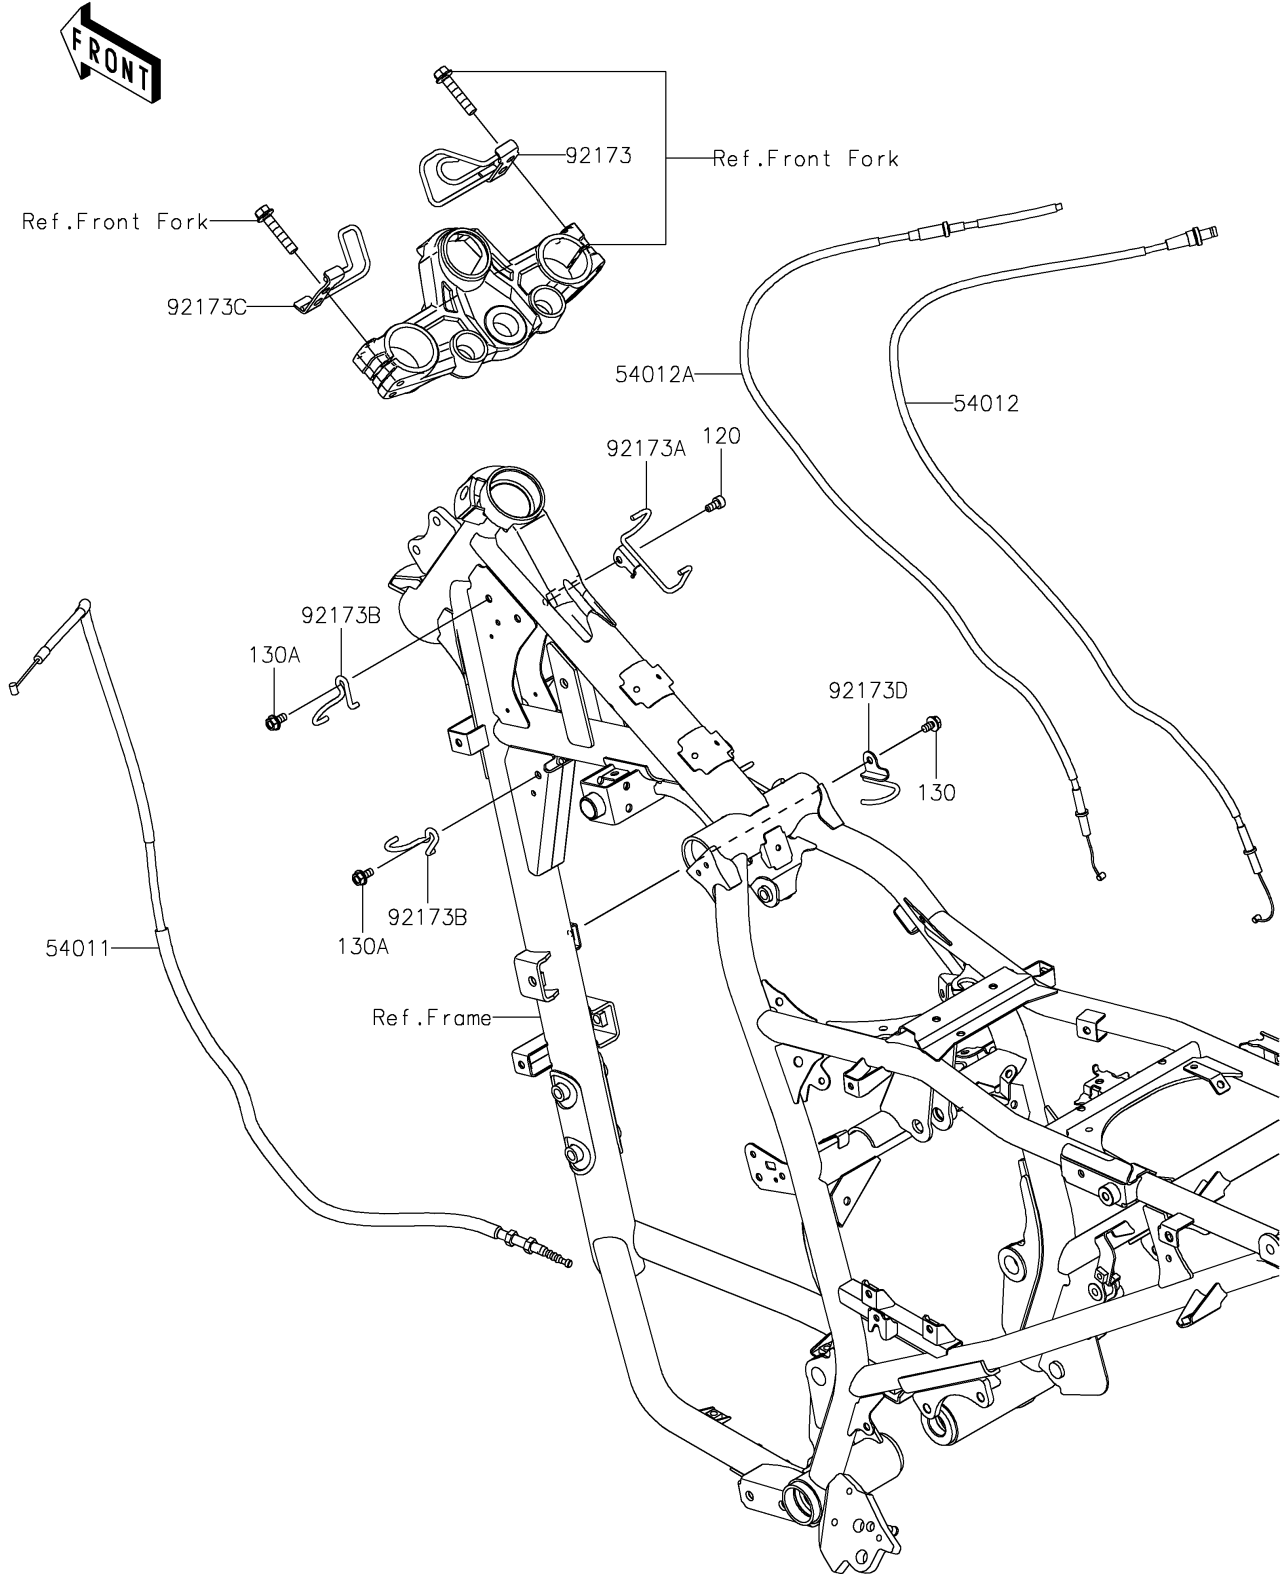 FRONT
92173
Ref.Front Fork
Ref.Front Fork
92173C
54012A
54012
92173A
120
92173B
130A
92173D
130
92173B
130A
54011
Ref.Frame